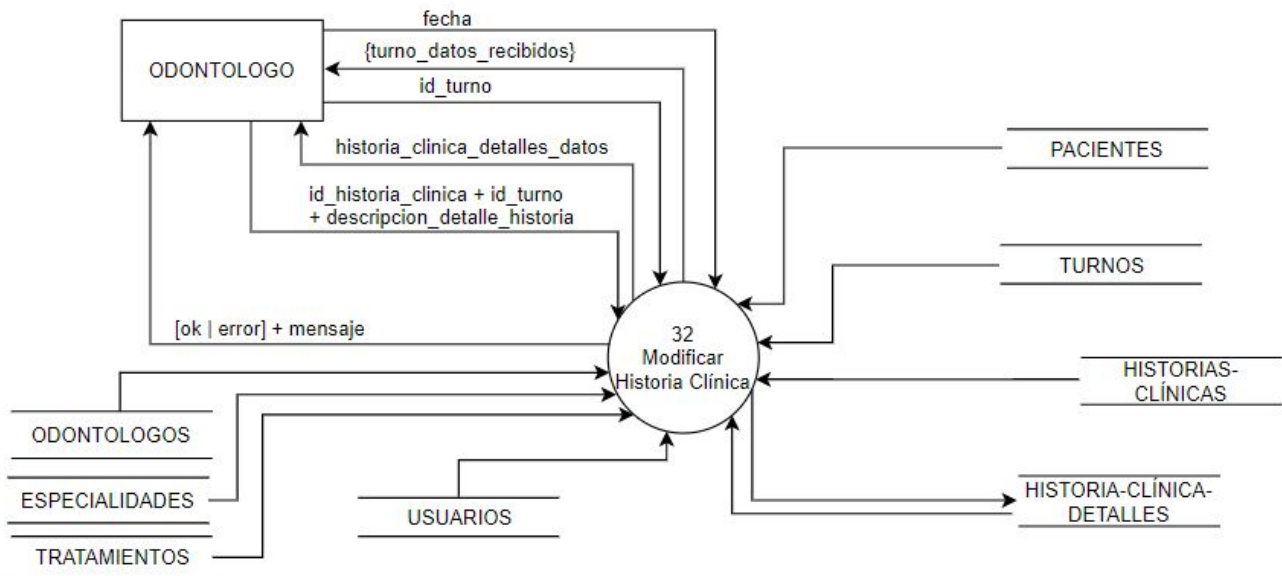 fecha
{turno_datos_recibidos}
ODONTOLOGO
id_turno
historia_clinica_detalles_datos
PACIENTES
id_historia_clinica + id_turno
+ descripcion_detalle_historia
TURNOS
[ok | error] + mensaje
32
Modificar
Historia Clínica
HISTORIAS-
CLÍNICAS
ODONTOLOGOS
ESPECIALIDADES
USUARIOS
HISTORIA-CLÍNICA-
DETALLES
TRATAMIENTOS